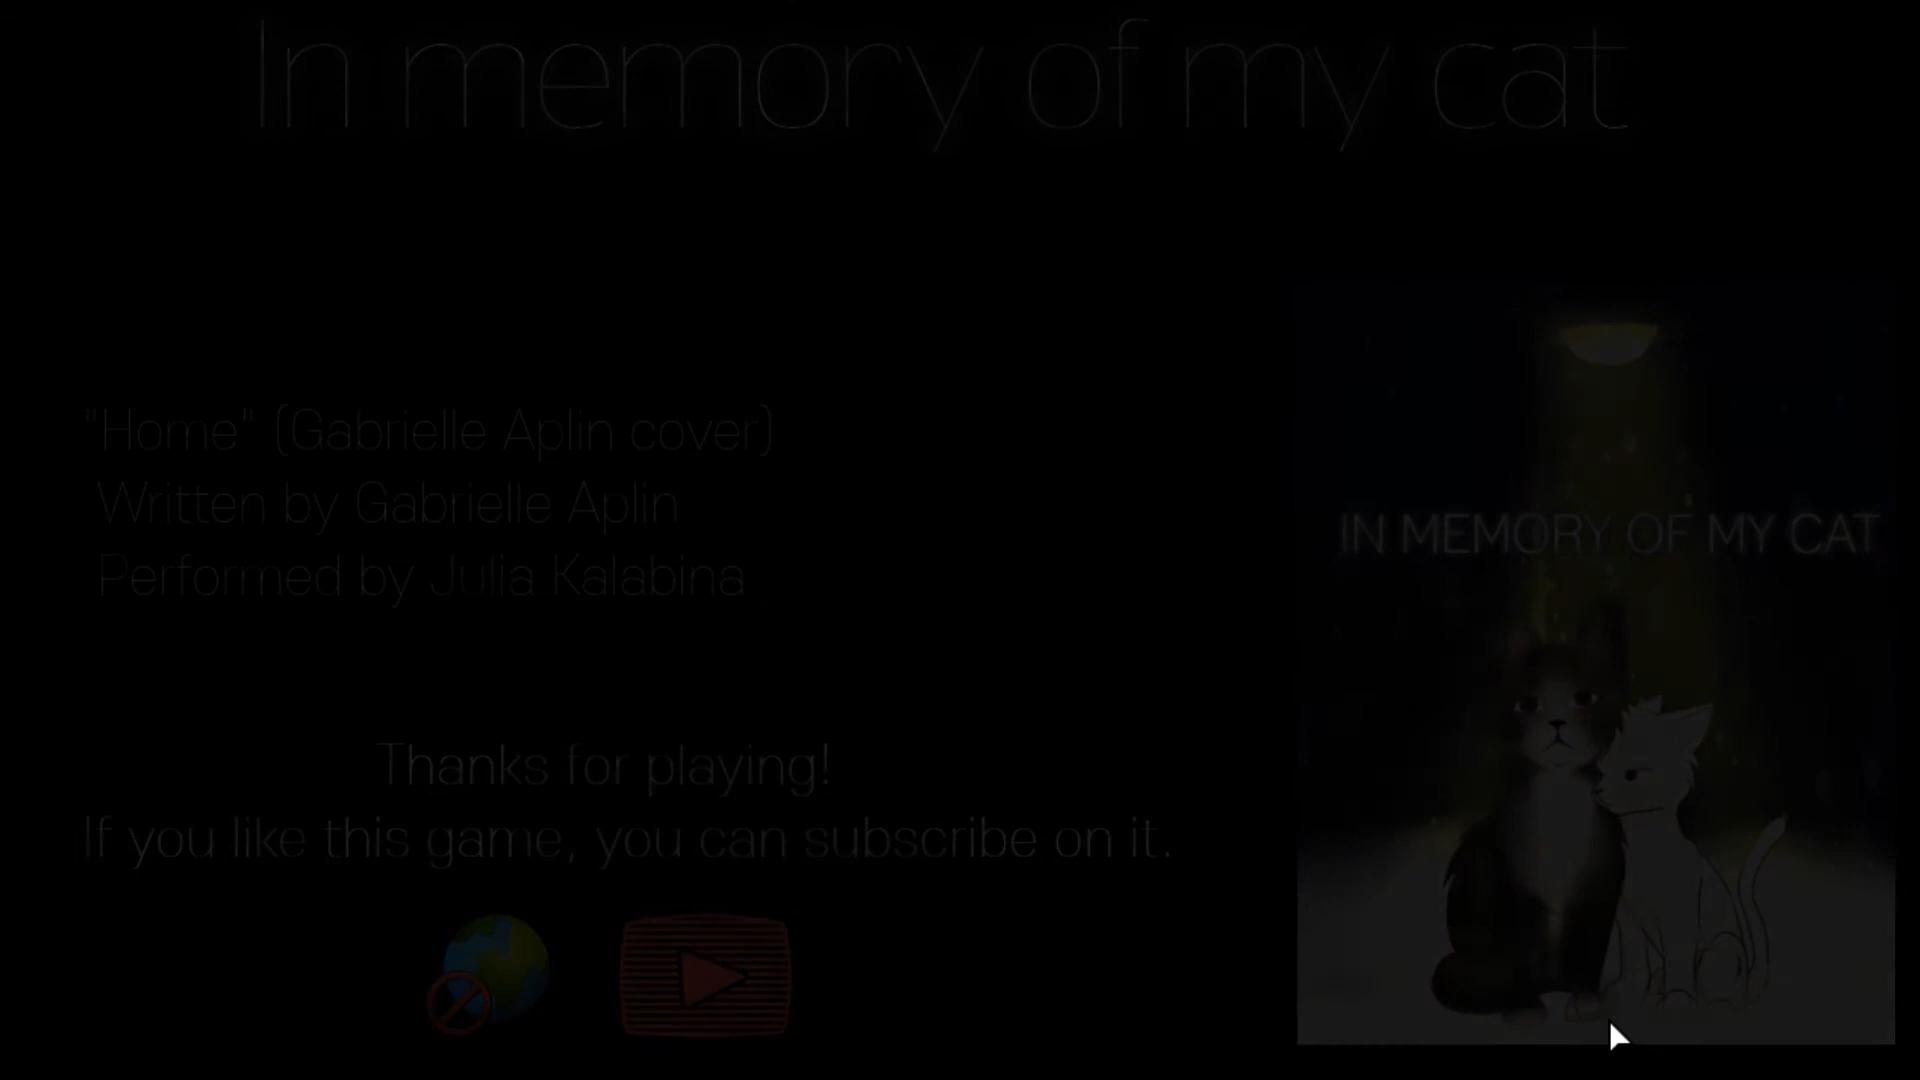 In memory of my cat
"Home" (Gabrielle Aplin cover)
Written by Gabrielle Aplin
Performed by Julia Kalabina
IN MEMORY OF MY CAT
Thanks for playing!
If you like this game, you can subscribe on it.